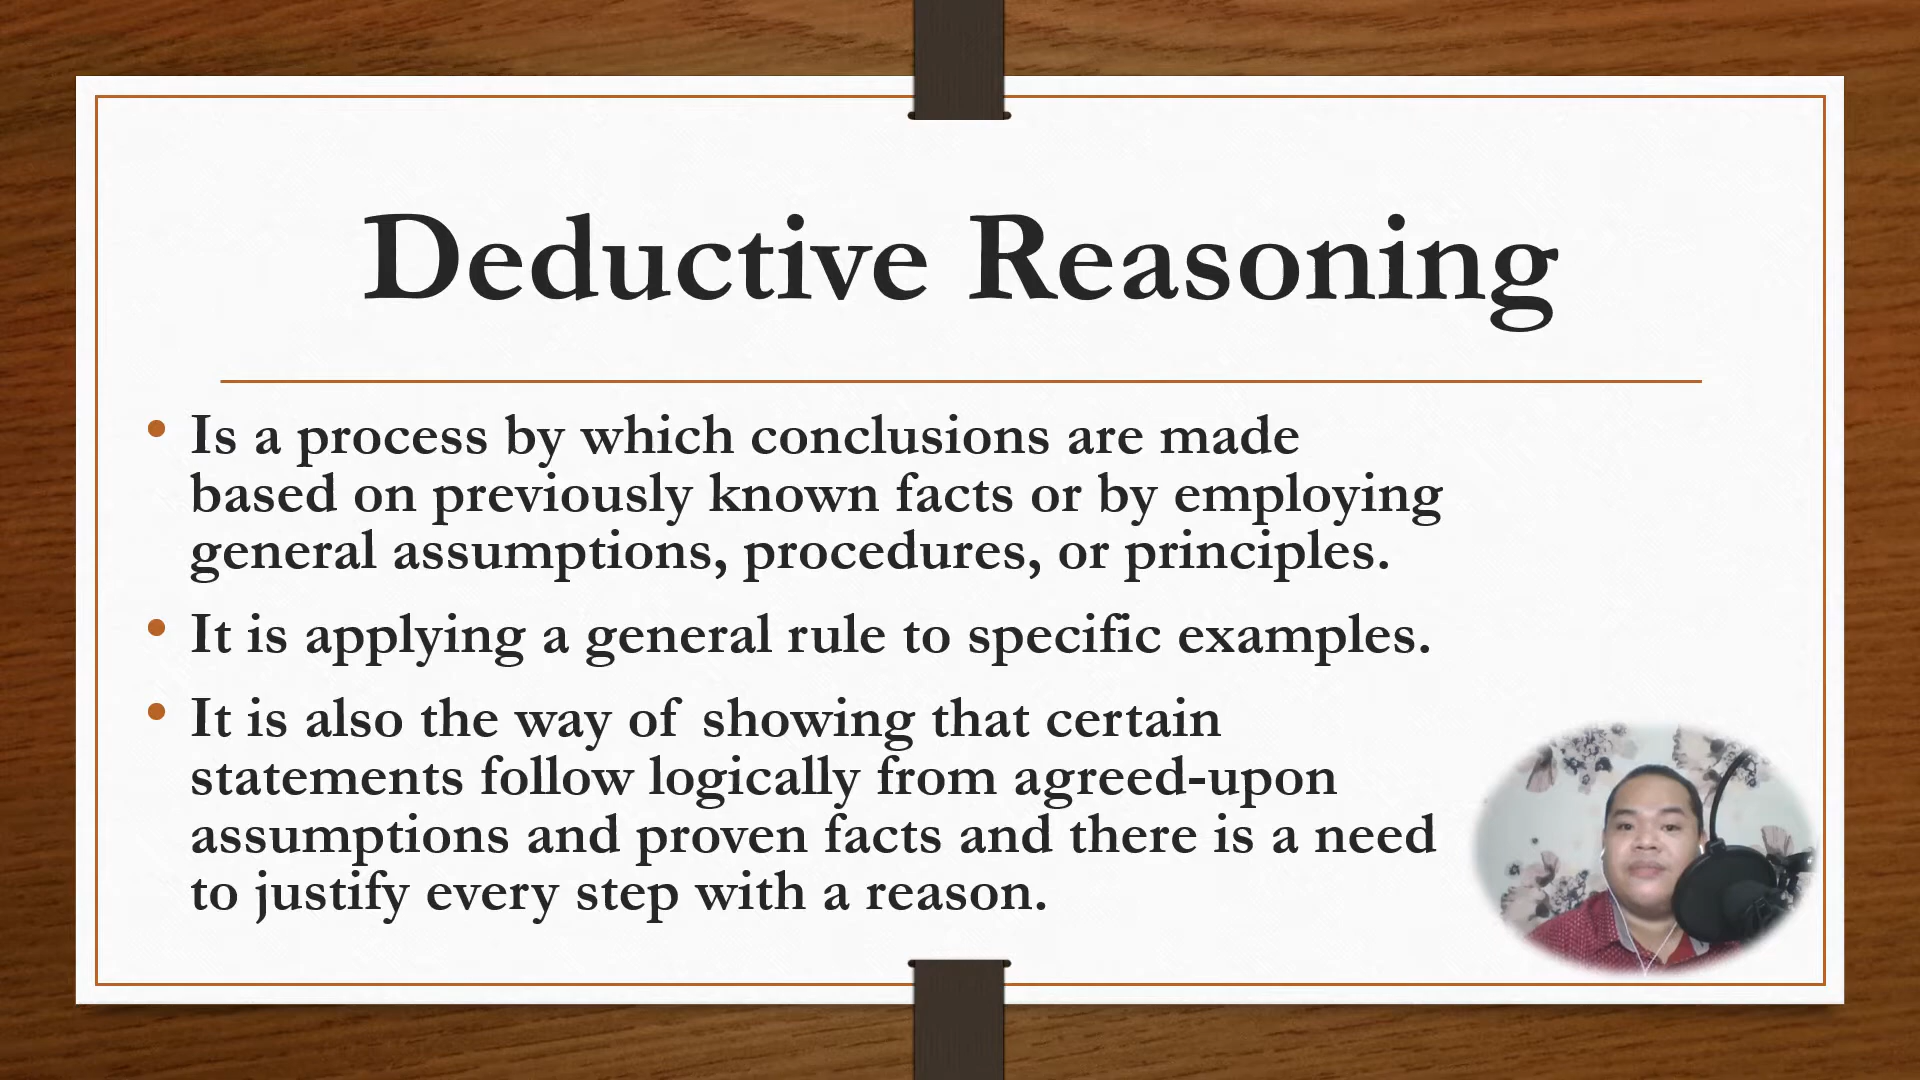 Deductive Reasoning
• Is a process by which conclusions are made
based on previously known facts or by employing
general assumptions, procedures, or principles.
• It is applying a general rule to specific examples.
• It is also the way of showing that certain
statements follow logically from agreed-upon
assumptions and proven facts and there is a need
to justify every step with a reason.